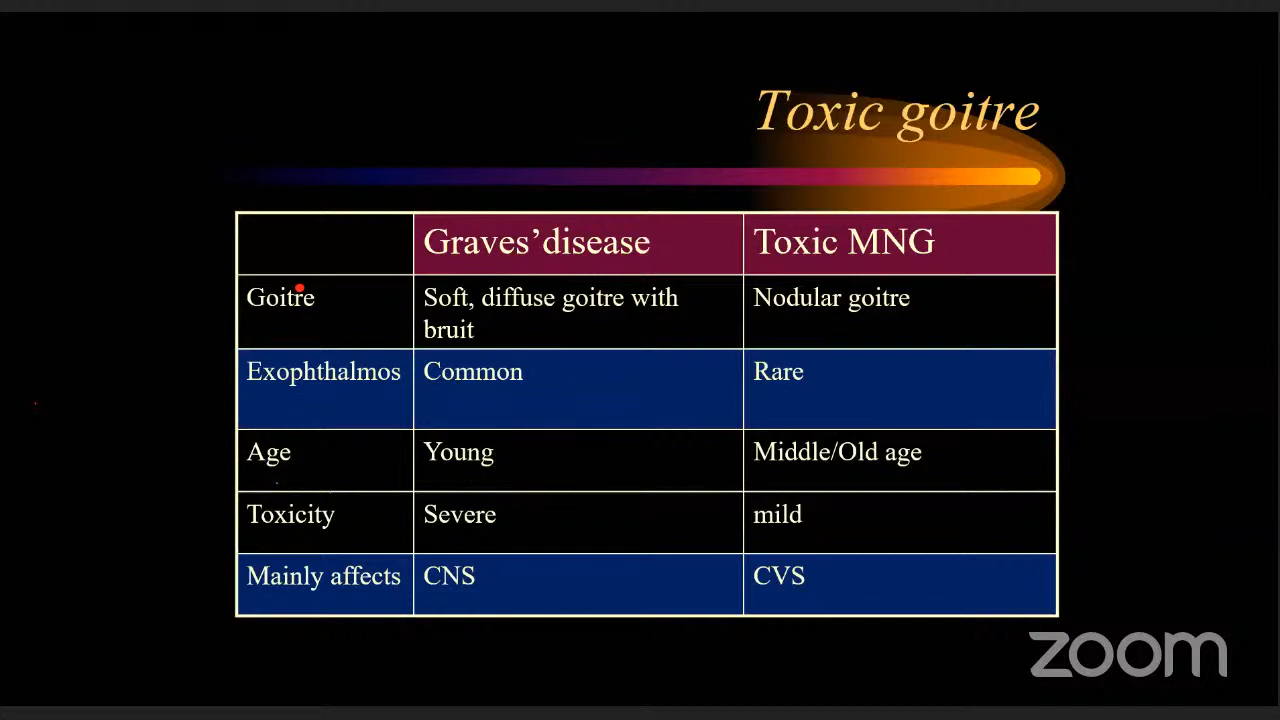 Toxic goitre
Graves’disease
Toxic MNG
Goitre
Soft, diffuse goitre with
bruit
Nodular goitre
Exophthalmos
Common
Rare
Age
Young
Middle/Old age
Toxicity
Severe
mild
Mainly affects
CNS
CVS
zoom